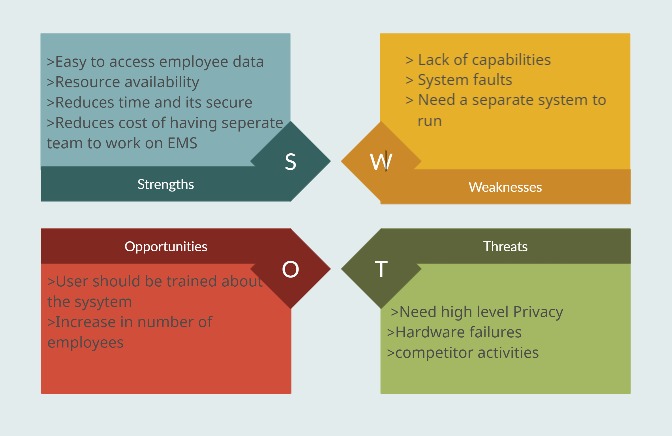 >Easy to access employee data
>Resource availability
>Reduces time and its secure
>Reduces cost of having seperate
team to work on EMS
S
Strengths
> Lack of capabilities
> System faults
> Need a separate system to
run
W
Weaknesses
Opportunities
O
>User should be trained about
the sysytem
>Increase in number of
employees
Threats
T
>Need high level Privacy
>Hardware failures
>competitor activities